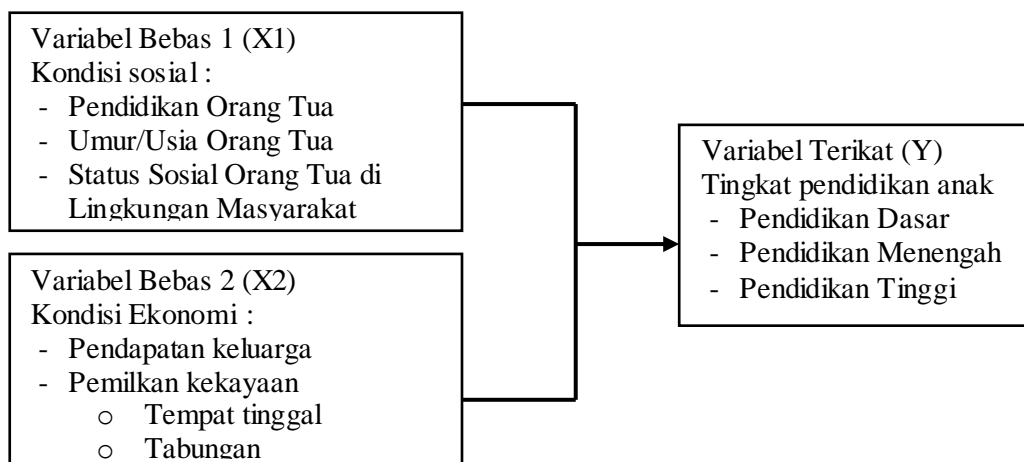 Variabel Bebas 1 (X1)
Kondisi sosial :
- Pendidikan Orang Tua
- Umur/Usia Orang Tua
- Status Sosial Orang Tua di
Lingkungan Masyarakat
Variabel Bebas 2 (X2)
Kondisi Ekonomi :
- Pendapatan keluarga
- Pemilkan kekayaan
o Tempat tinggal
o Tabungan
Variabel Terikat (Y)
Tingkat pendidikan anak
- Pendidikan Dasar
- Pendidikan Menengah
- Pendidikan Tinggi